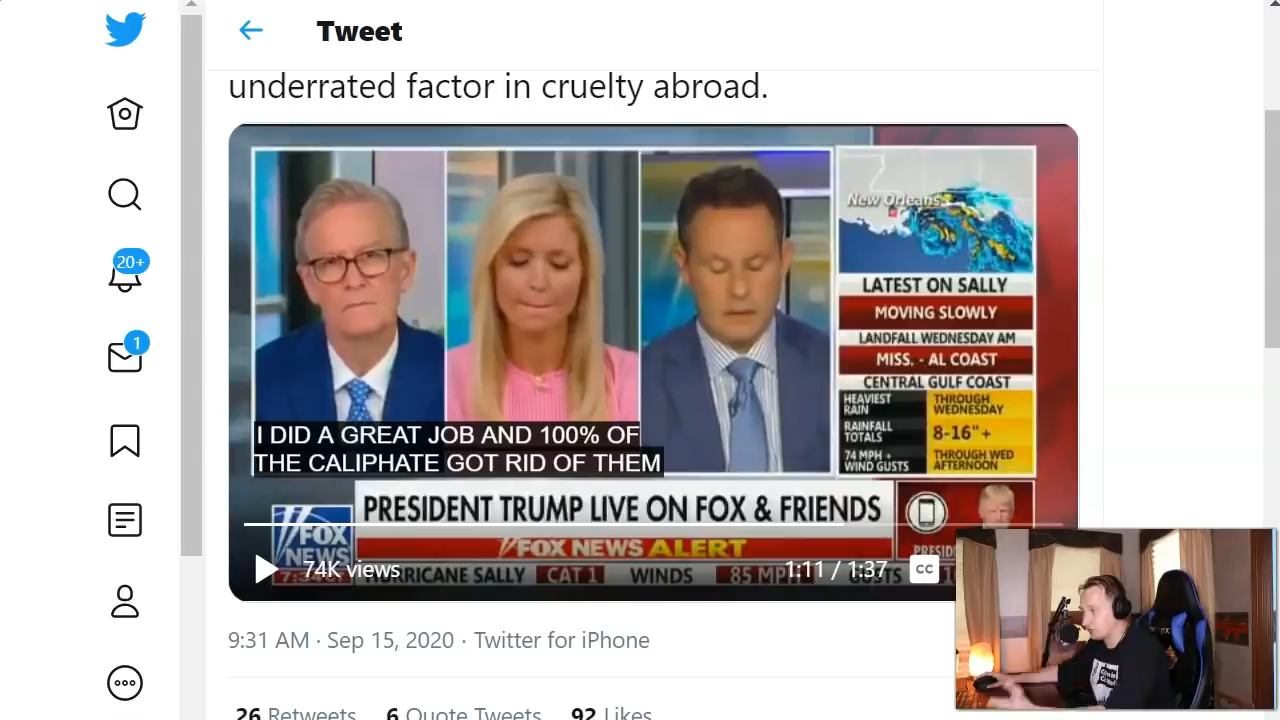 Tweet
underrated factor in cruelty abroad.
20+
1
New Orleans
LATEST ON SALLY
MOVING SLOWLY
LANDFALL WEDNESDAY AM
MISS. - AL COAST
CENTRAL GULF COAST
HEAVIEST RAIN THROUGH WEDNESDAY
RAINFALL TOTALS 8-16"+
74 MPH + WIND GUSTS THROUGH WED AFTERNOON
I DID A GREAT JOB AND 100% OF
THE CALIPHATE GOT RID OF THEM
PRESIDENT TRUMP LIVE ON FOX & FRIENDS
FOX NEWS ALERT
FOX
NEWS
HURRICANE SALLY CAT 1 WINDS 85 MPH
74K views
1:11 / 1:37
CC
9:31 AM · Sep 15, 2020 · Twitter for iPhone
26 Retweets 6 Quote Tweets 92 Likes